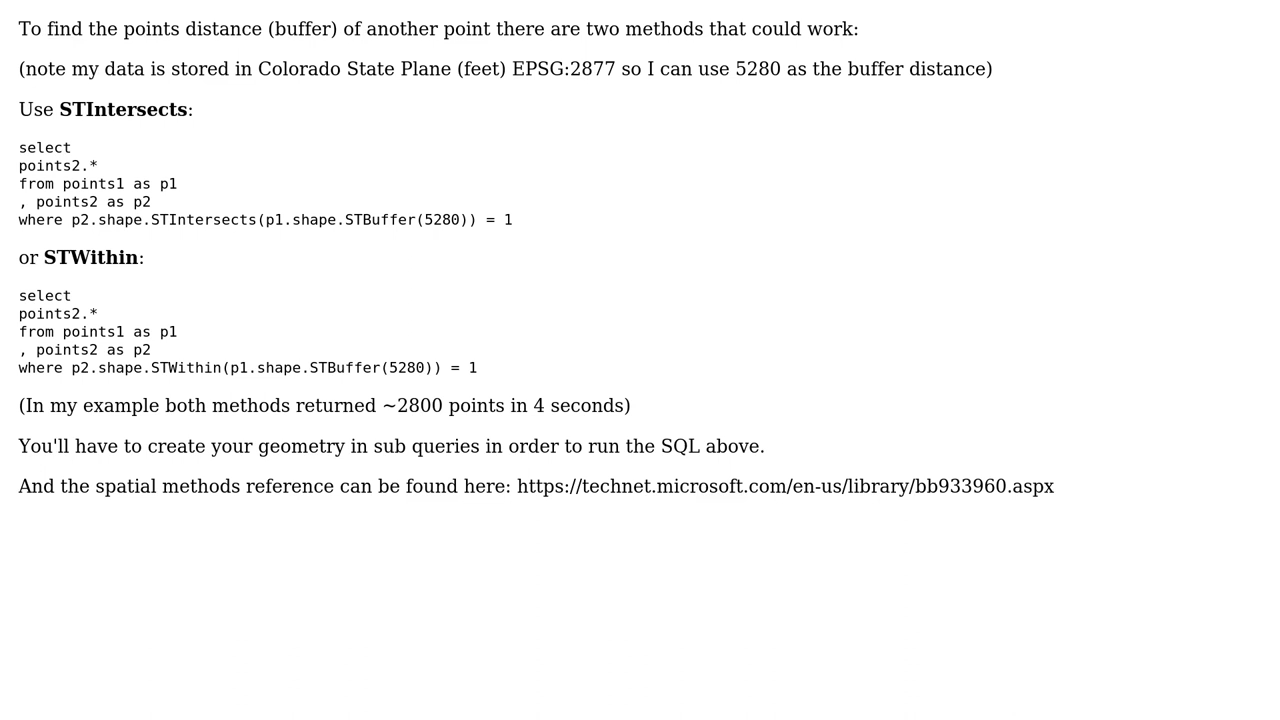 To find the points distance (buffer) of another point there are two methods that could work:
(note my data is stored in Colorado State Plane (feet) EPSG:2877 so I can use 5280 as the buffer distance)
Use STIntersects:
select
points2.*
from points1 as p1
, points2 as p2
where p2.shape.STIntersects(p1.shape.STBuffer(5280)) = 1
or STWithin:
select
points2.*
from points1 as p1
, points2 as p2
where p2.shape.STWithin(p1.shape.STBuffer(5280)) = 1
(In my example both methods returned ~2800 points in 4 seconds)
You'll have to create your geometry in sub queries in order to run the SQL above.
And the spatial methods reference can be found here: https://technet.microsoft.com/en-us/library/bb933960.aspx